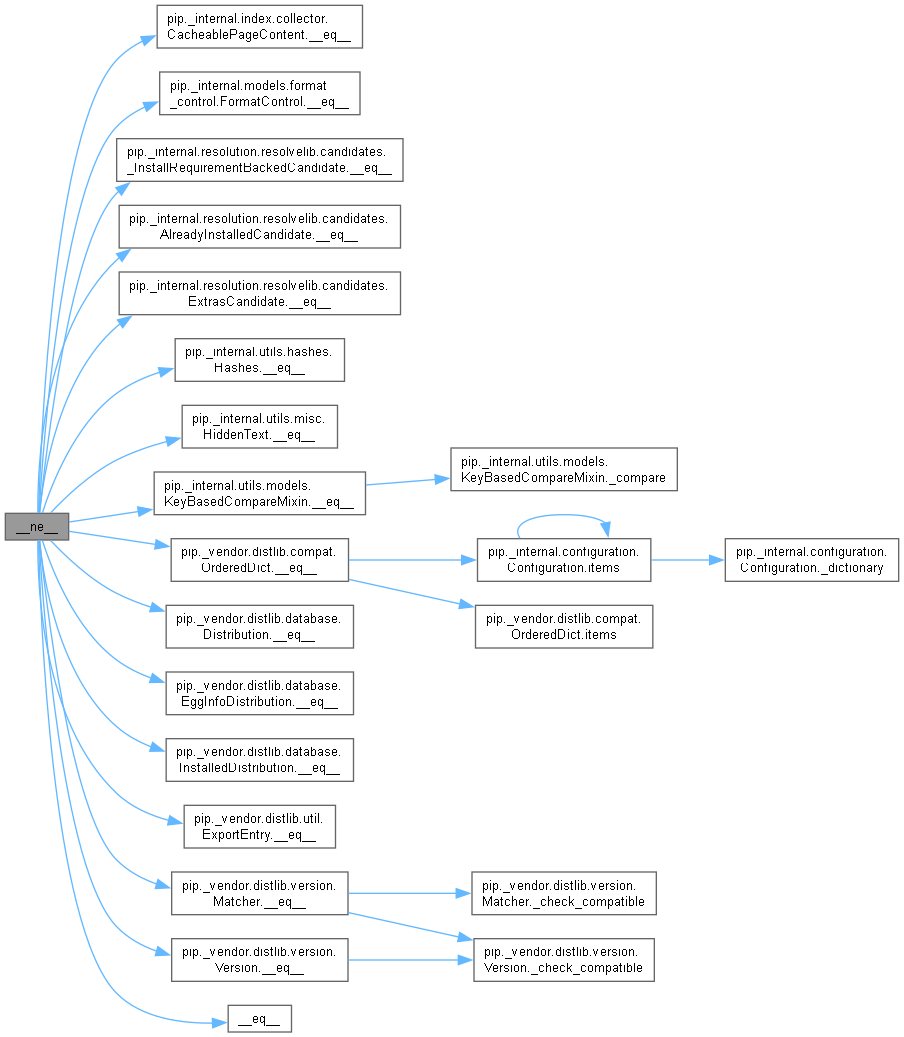 pip._internal.index.collector.
CacheablePageContent.__eq__
pip._internal.models.format
_control.FormatControl.__eq__
pip._internal.resolution.resolvelib.candidates.
_InstallRequirementBackedCandidate.__eq__
pip._internal.resolution.resolvelib.candidates.
AlreadyInstalledCandidate.__eq__
pip._internal.resolution.resolvelib.candidates.
ExtrasCandidate.__eq__
pip._internal.utils.hashes.
Hashes.__eq__
pip._internal.utils.misc.
HiddenText.__eq__
pip._internal.utils.models.
KeyBasedCompareMixin.__eq__
pip._internal.utils.models.
KeyBasedCompareMixin._compare
__ne__
pip._vendor.distlib.compat.
OrderedDict.__eq__
pip._internal.configuration.
Configuration.items
pip._internal.configuration.
Configuration._dictionary
pip._vendor.distlib.compat.
OrderedDict.items
pip._vendor.distlib.database.
Distribution.__eq__
pip._vendor.distlib.database.
EggInfoDistribution.__eq__
pip._vendor.distlib.database.
InstalledDistribution.__eq__
pip._vendor.distlib.util.
ExportEntry.__eq__
pip._vendor.distlib.version.
Matcher.__eq__
pip._vendor.distlib.version.
Matcher._check_compatible
pip._vendor.distlib.version.
Version.__eq__
pip._vendor.distlib.version.
Version._check_compatible
__eq__